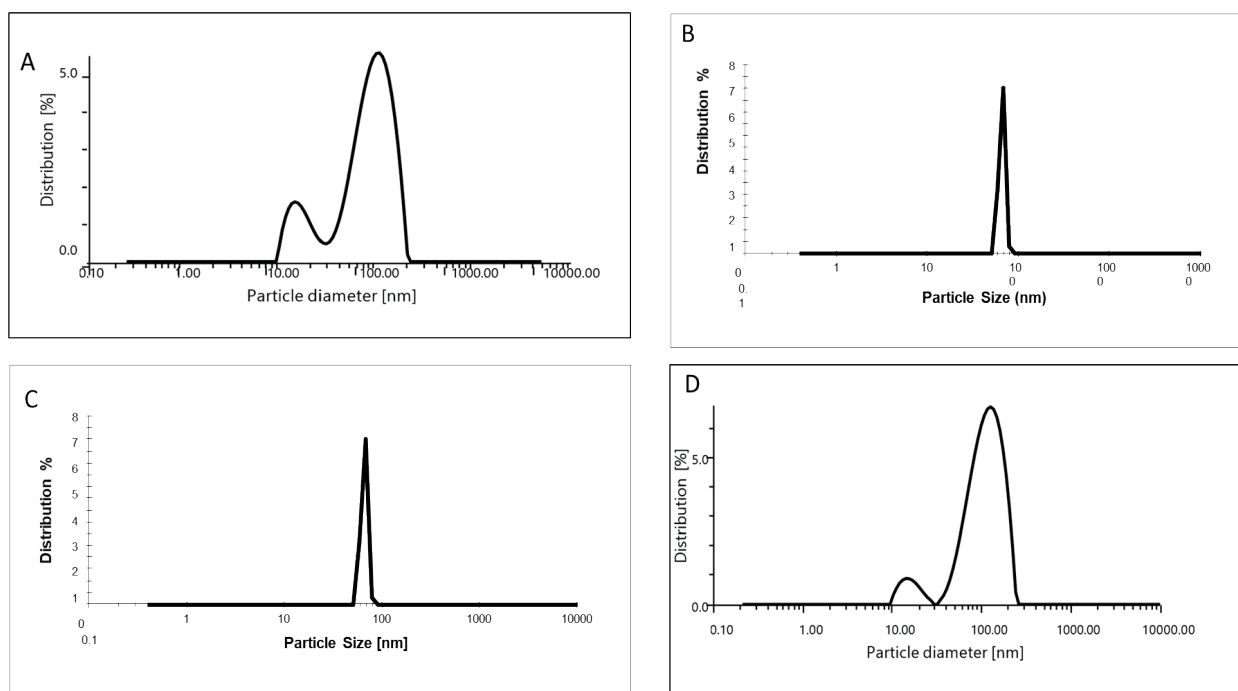 A
5.0
Distribution [%]
0.0
0.10 1.00 10.00 100.00 1000.00 10000.00
Particle diameter [nm]
B
8
7
6
5
4
3
2
1
0
Distribution %
0.
1
1
10
10
0
100
0
1000
0
Particle Size (nm)
C
8
7
6
5
4
3
2
1
0
Distribution %
0.1 1 10 100 1000 10000
Particle Size [nm]
D
5.0
Distribution [%]
0.0
0.10 1.00 10.00 100.00 1000.00 10000.00
Particle diameter [nm]